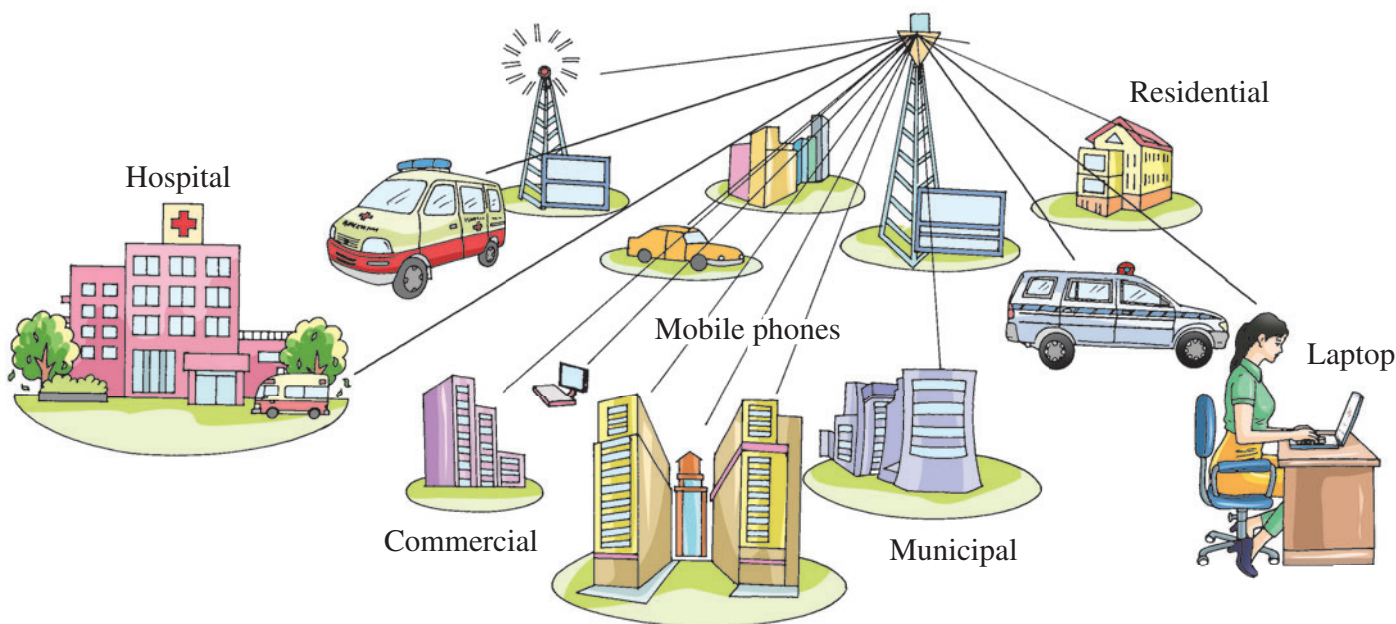 Residential
Hospital
Mobile phones
Laptop
Commercial
Municipal